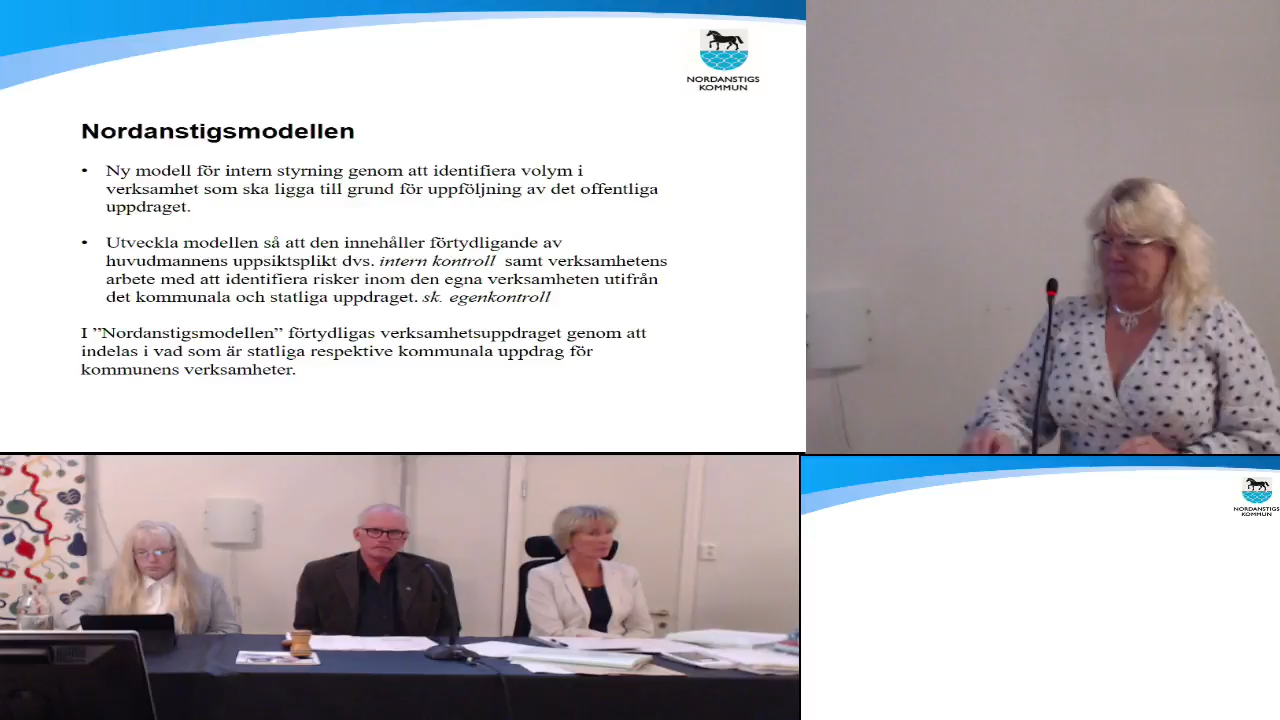 NORDANSTIGS
KOMMUN
Nordanstigsmodellen
• Ny modell för intern styrning genom att identifiera volym i
verksamhet som ska ligga till grund för uppföljning av det offentliga
uppdraget.
• Utveckla modellen så att den innehåller förtydligande av
huvudmannens uppsiktsplikt dvs. intern kontroll samt verksamhetens
arbete med att identifiera risker inom den egna verksamheten utifrån
det kommunala och statliga uppdraget. sk. egenkontroll
I ”Nordanstigsmodellen” förtydligas verksamhetsuppdraget genom att
indelas i vad som är statliga respektive kommunala uppdrag för
kommunens verksamheter.
NORDANSTIGS
KOMMUN